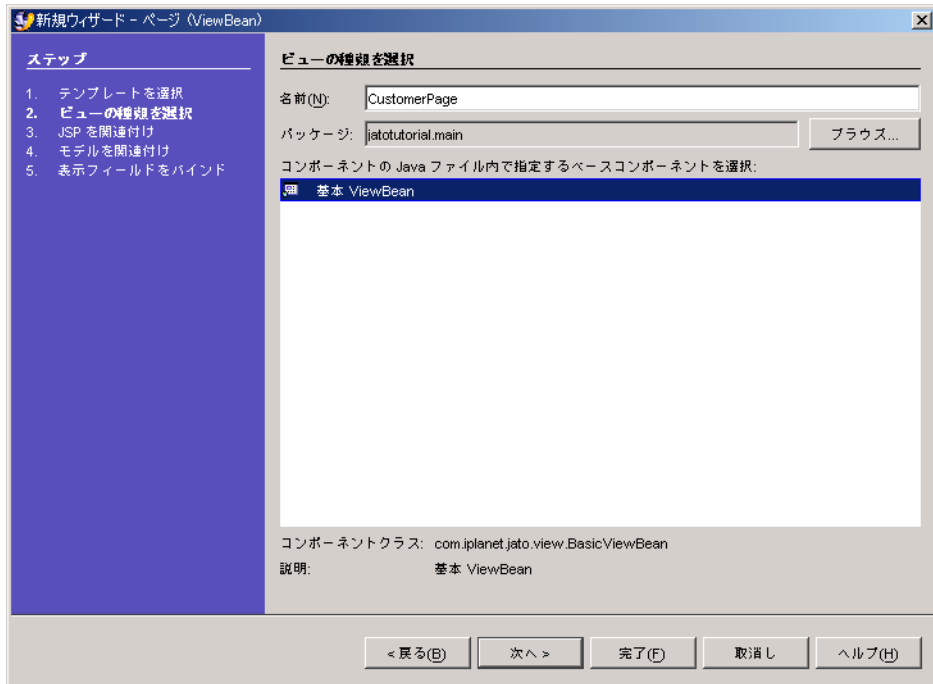 新規ウィザード - ページ (ViewBean)
ステップ
1. テンプレートを選択
2. ビューの種類を選択
3. JSP を関連付け
4. モデルを関連付け
5. 表示フィールドをバインド
ビューの種類を選択
名前(N): CustomerPage
パッケージ: jatotutorial.main ブラウズ...
コンポーネントの Java ファイル内で指定するベースコンポーネントを選択:
基本 ViewBean
コンポーネントクラス: com.iplanet.jato.view.BasicViewBean
説明: 基本 ViewBean
< 戻る(B) 次へ > 完了(F) 取消し ヘルプ(H)